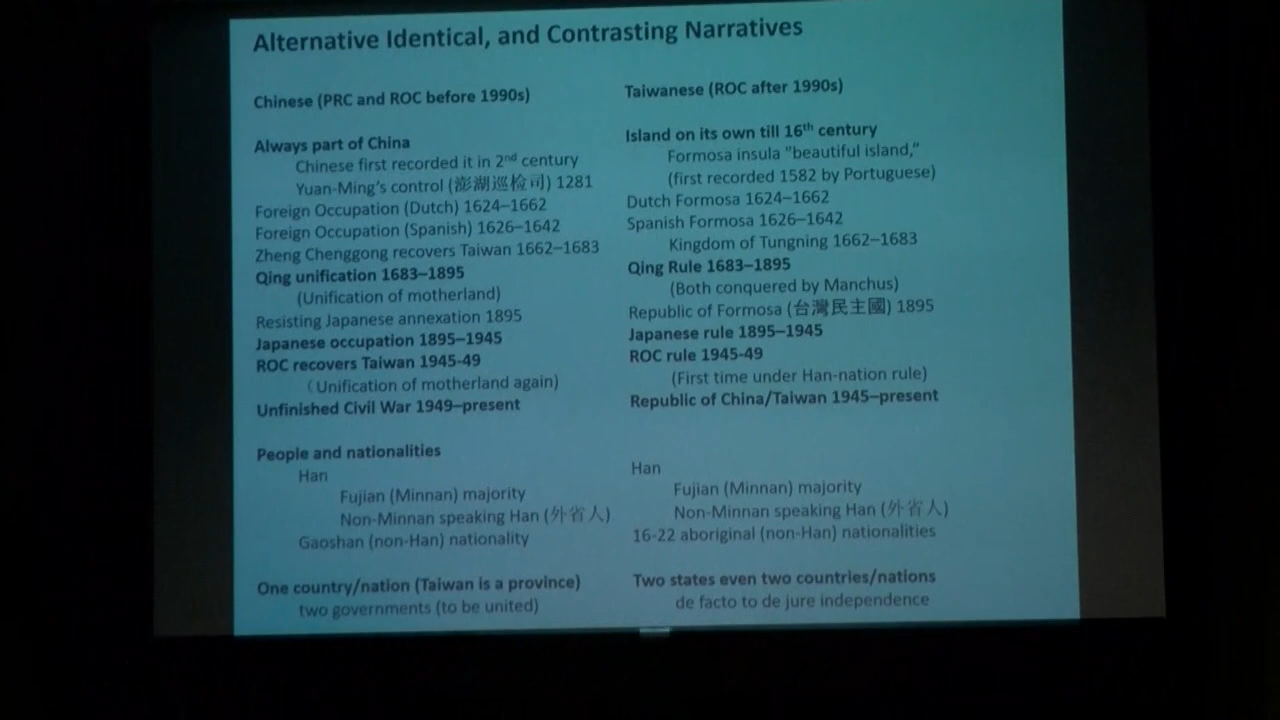 Alternative Identical, and Contrasting Narratives
Chinese (PRC and ROC before 1990s)
Always part of China
Chinese first recorded it in 2nd century
Yuan-Ming's control (澎湖巡检司) 1281
Foreign Occupation (Dutch) 1624–1662
Foreign Occupation (Spanish) 1626–1642
Zheng Chenggong recovers Taiwan 1662–1683
Qing unification 1683–1895
(Unification of motherland)
Resisting Japanese annexation 1895
Japanese occupation 1895–1945
ROC recovers Taiwan 1945-49
（Unification of motherland again)
Unfinished Civil War 1949–present
People and nationalities
Han
Fujian (Minnan) majority
Non-Minnan speaking Han (外省人)
Gaoshan (non-Han) nationality
One country/nation (Taiwan is a province)
two governments (to be united)
Taiwanese (ROC after 1990s)
Island on its own till 16th century
Formosa insula "beautiful island,"
(first recorded 1582 by Portuguese)
Dutch Formosa 1624–1662
Spanish Formosa 1626–1642
Kingdom of Tungning 1662–1683
Qing Rule 1683–1895
(Both conquered by Manchus)
Republic of Formosa (台灣民主國) 1895
Japanese rule 1895–1945
ROC rule 1945-49
(First time under Han-nation rule)
Republic of China/Taiwan 1945–present
Han
Fujian (Minnan) majority
Non-Minnan speaking Han (外省人)
16-22 aboriginal (non-Han) nationalities
Two states even two countries/nations
de facto to de jure independence